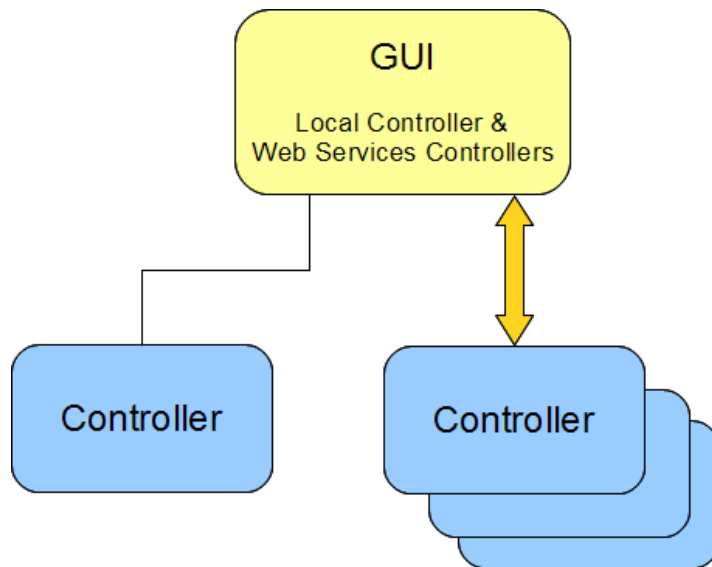 GUI
Local Controller &
Web Services Controllers
Controller
Controller